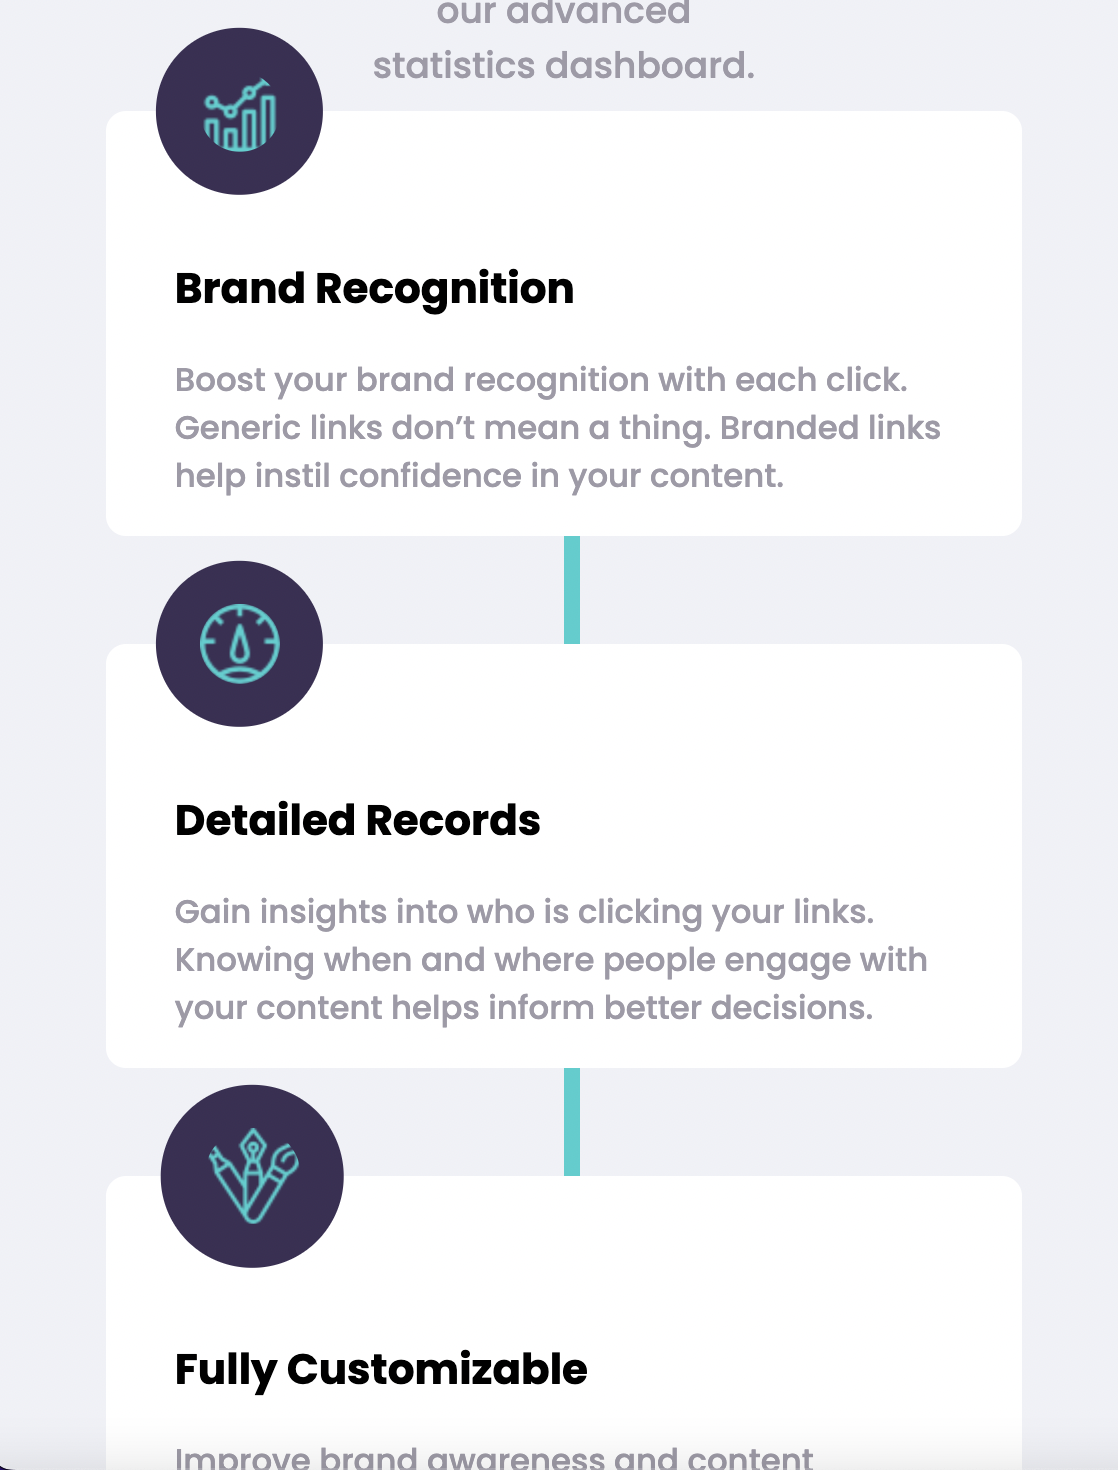 our advanced
statistics dashboard.
Brand Recognition
Boost your brand recognition with each click.
Generic links don’t mean a thing. Branded links
help instil confidence in your content.
Detailed Records
Gain insights into who is clicking your links.
Knowing when and where people engage with
your content helps inform better decisions.
Fully Customizable
Improve brand awareness and content